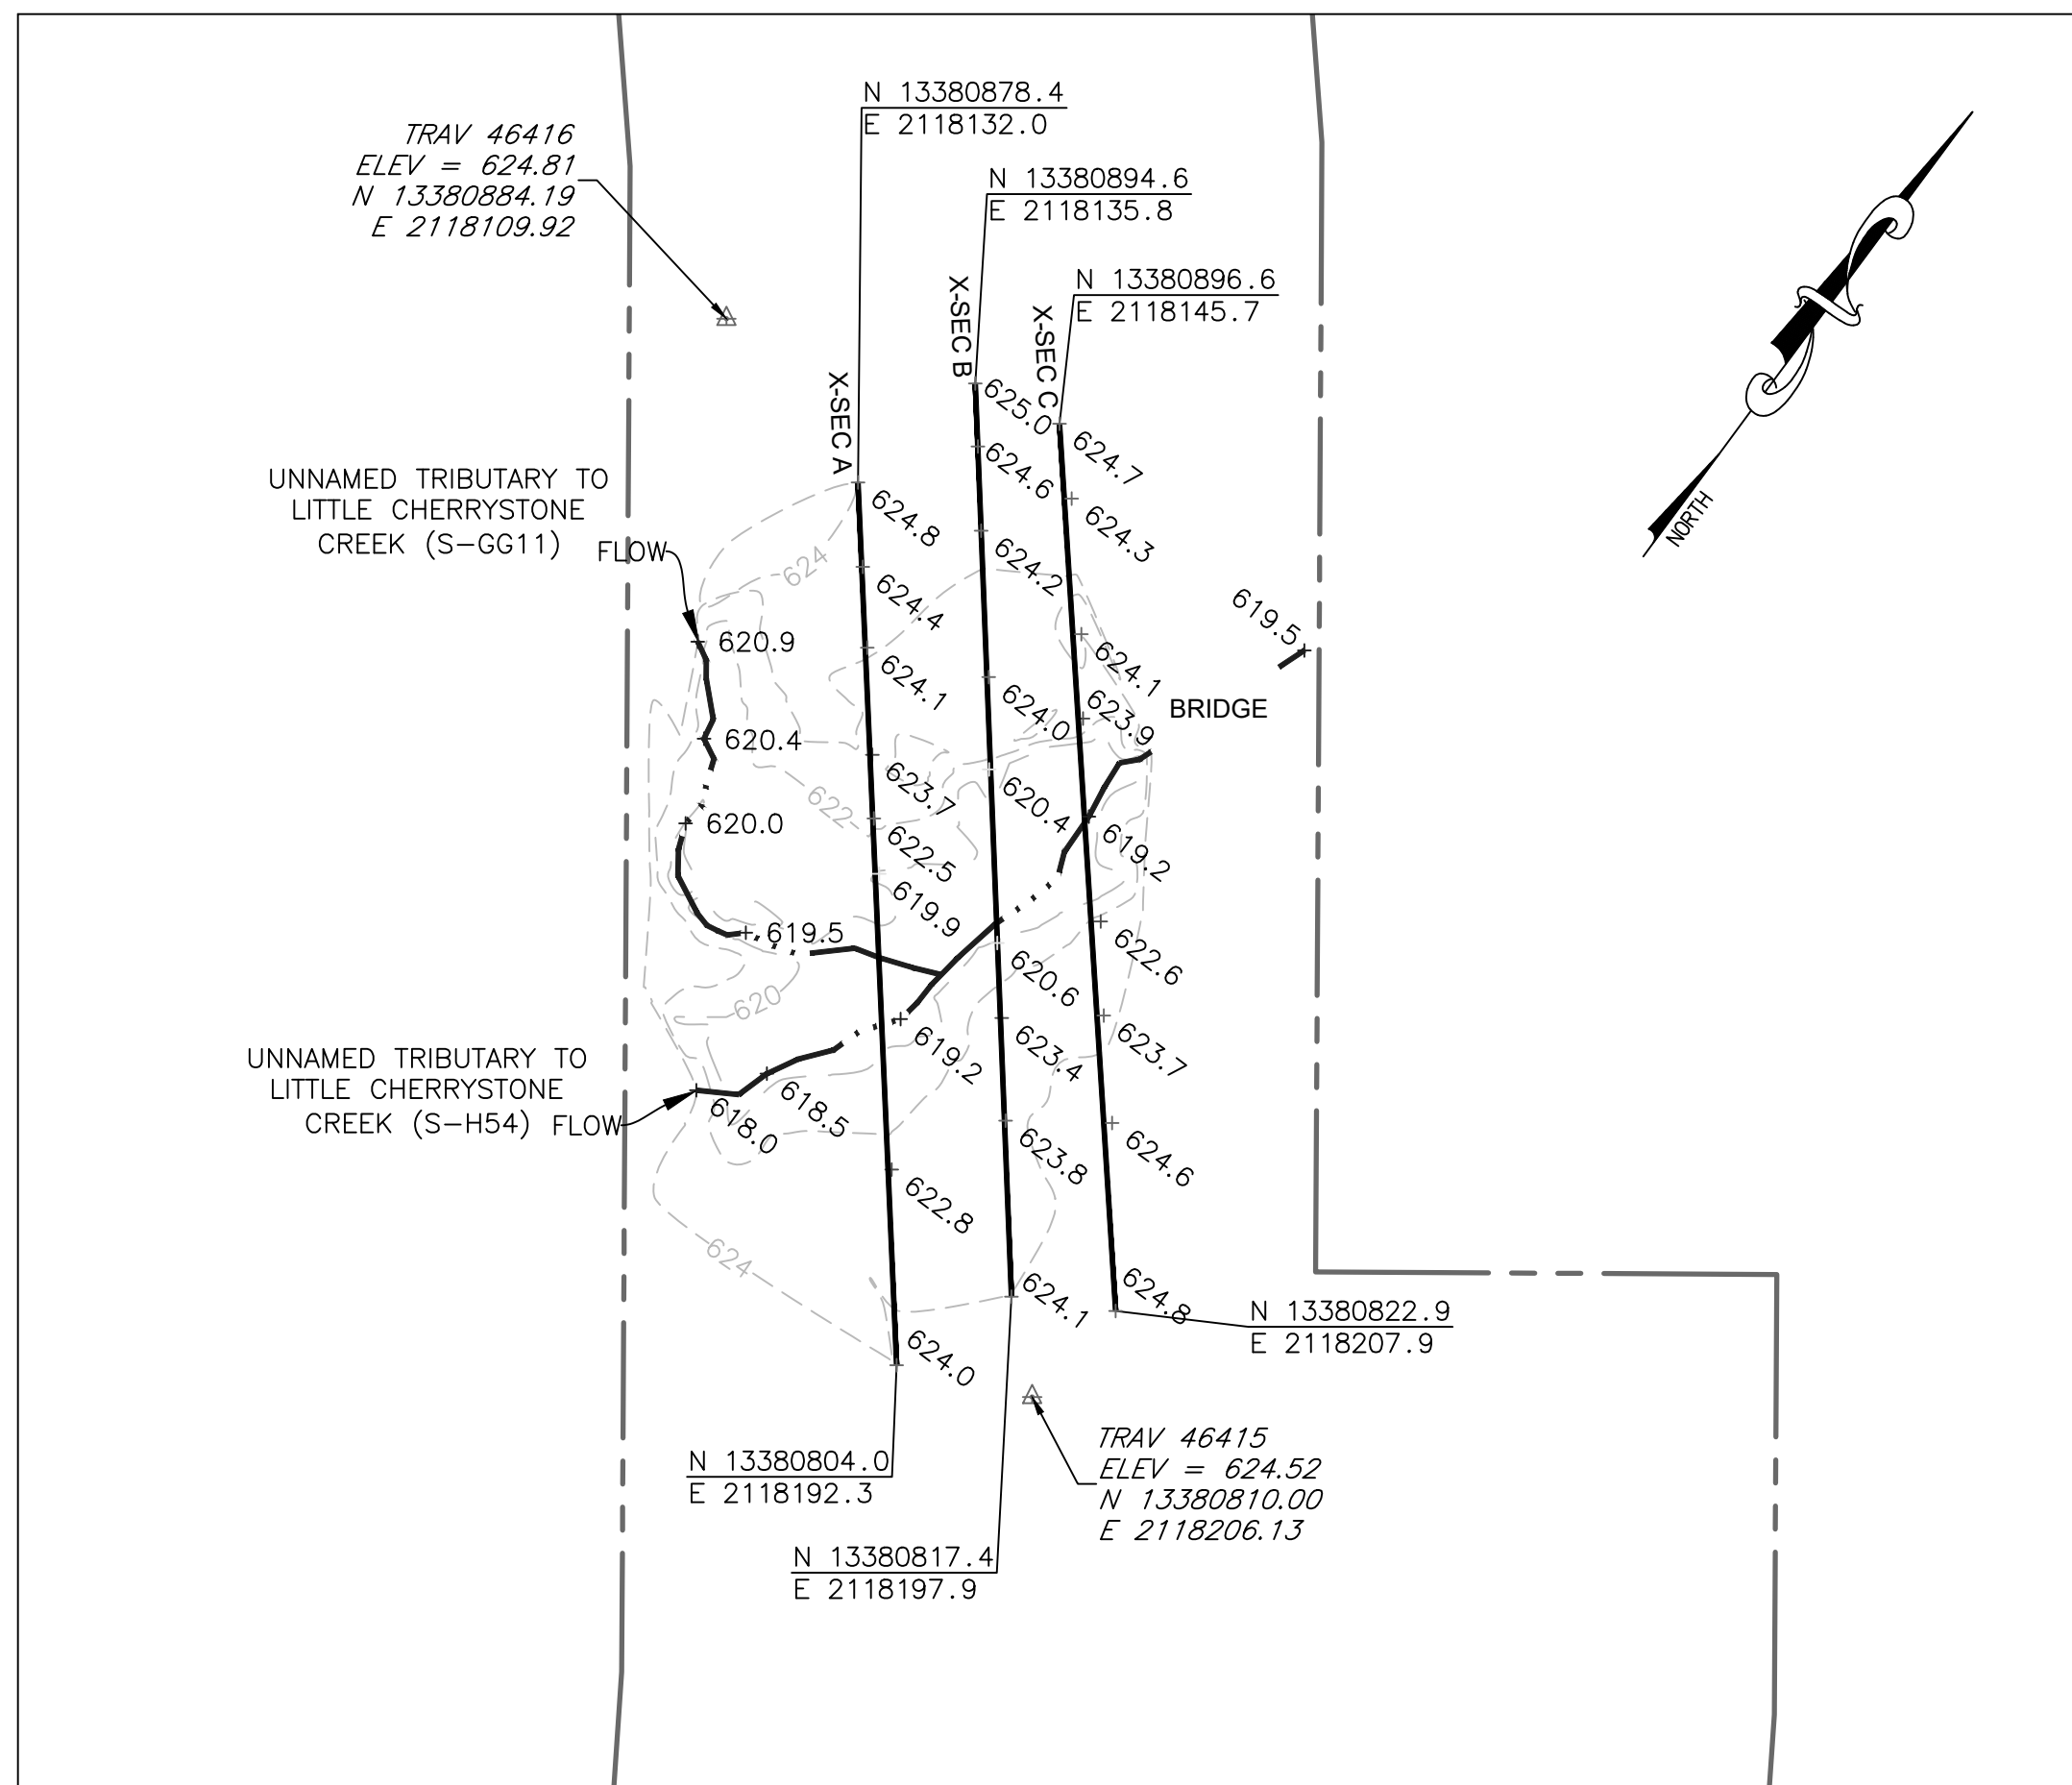 N 13380878.4
E 2118132.0
TRAV 46416
ELEV = 624.81
N 13380884.19
E 2118109.92
N 13380894.6
E 2118135.8
N 13380896.6
E 2118145.7
X-SEC A
X-SEC B
X-SEC C
NORTH
UNNAMED TRIBUTARY TO
LITTLE CHERRYSTONE
CREEK (S-GG11)
FLOW
624.8
624.4
624.1
623.7
622.5
619.9
622.8
624.0
625.0
624.6
624.2
624.0
620.4
620.6
623.4
623.8
624.1
624.7
624.3
624.1
623.9
619.2
622.6
623.7
624.6
624.8
619.5
BRIDGE
624
622
620
624
620.9
620.4
620.0
619.5
UNNAMED TRIBUTARY TO
LITTLE CHERRYSTONE
CREEK (S-H54)
FLOW
618.0
618.5
619.2
N 13380822.9
E 2118207.9
N 13380804.0
E 2118192.3
TRAV 46415
ELEV = 624.52
N 13380810.00
E 2118206.13
N 13380817.4
E 2118197.9